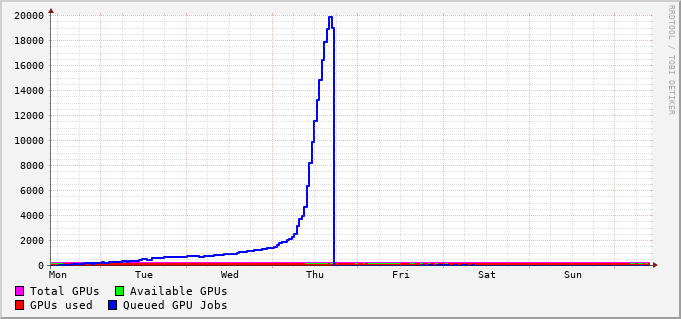 20000
18000
16000
14000
12000
10000
8000
6000
4000
2000
0
Mon Tue Wed Thu Fri Sat Sun
Total GPUs Available GPUs
GPUs used Queued GPU Jobs
RRDTOOL / TOBI OETIKER